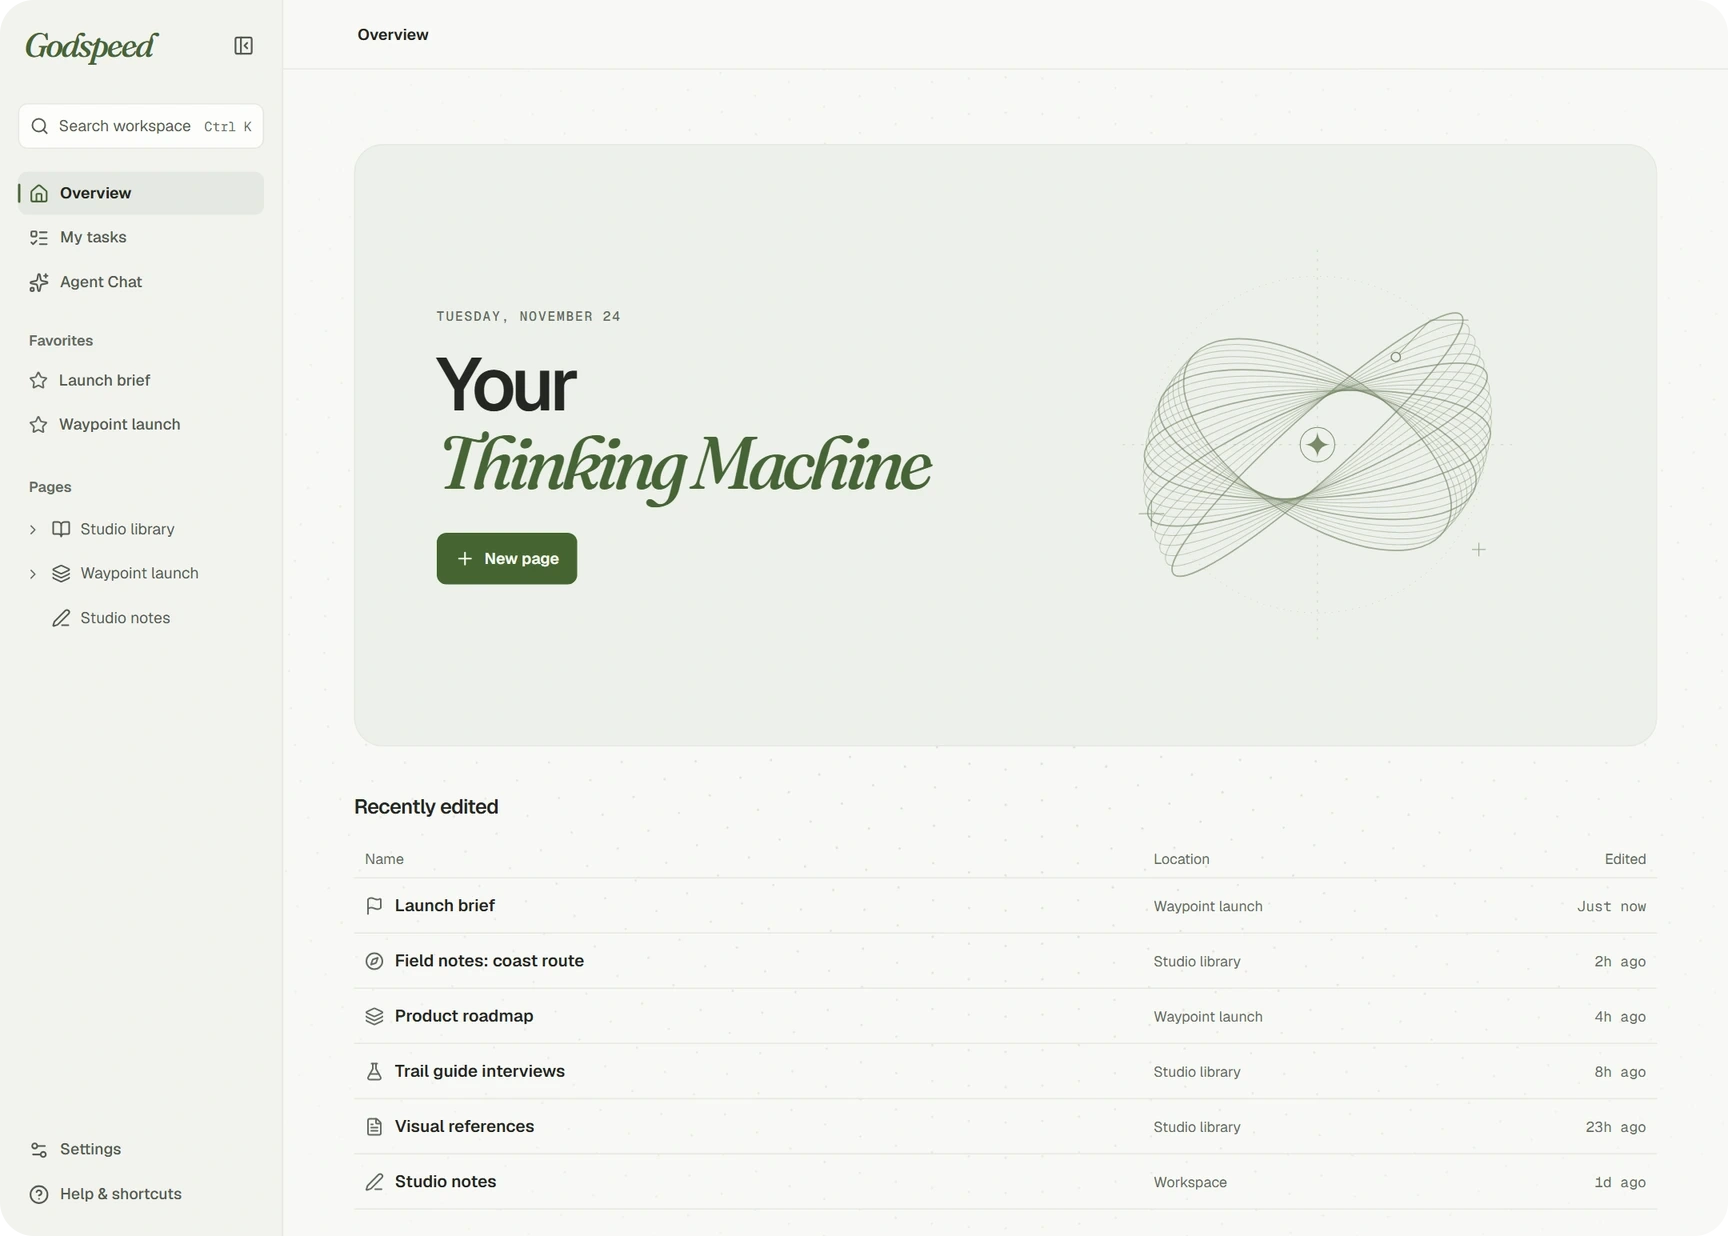 Godspeed
Search workspace Ctrl K
Overview
My tasks
Agent Chat
Favorites
Launch brief
Waypoint launch
Pages
Studio library
Waypoint launch
Studio notes
Settings
Help & shortcuts
Overview
TUESDAY, NOVEMBER 24
Your
Thinking Machine
New page
Recently edited
Name Location Edited
Launch brief Waypoint launch Just now
Field notes: coast route Studio library 2h ago
Product roadmap Waypoint launch 4h ago
Trail guide interviews Studio library 8h ago
Visual references Studio library 23h ago
Studio notes Workspace 1d ago